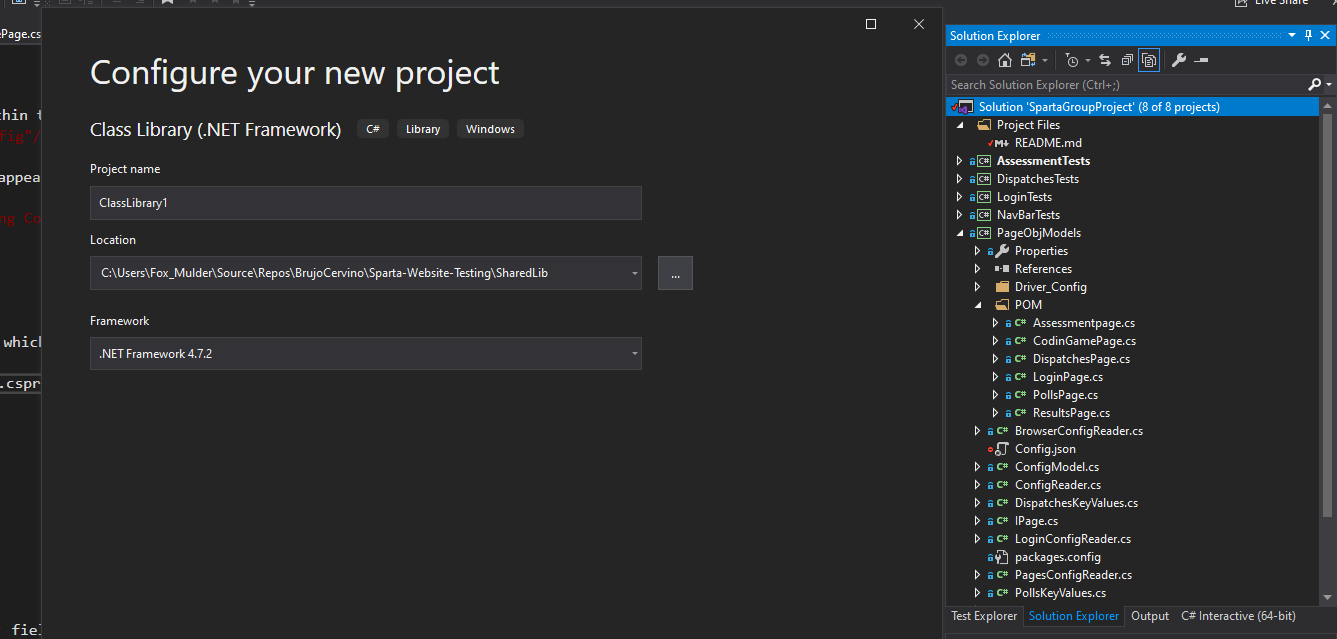 Live Share
Page.cs
Configure your new project
Class Library (.NET Framework)
C#
Library
Windows
Project name
ClassLibrary1
Location
C:\Users\Fox_Mulder\Source\Repos\BrujoCervino\Sparta-Website-Testing\SharedLib
...
Framework
.NET Framework 4.7.2
thin t
fig"/
appea
ng Co
which
.cspr
fiel
Solution Explorer
Search Solution Explorer (Ctrl+;)
Solution 'SpartaGroupProject' (8 of 8 projects)
Project Files
M↓ README.md
C# AssessmentTests
C# DispatchesTests
C# LoginTests
C# NavBarTests
C# PageObjModels
Properties
References
Driver_Config
POM
C# Assessmentpage.cs
C# CodinGamePage.cs
C# DispatchesPage.cs
C# LoginPage.cs
C# PollsPage.cs
C# ResultsPage.cs
C# BrowserConfigReader.cs
Config.json
C# ConfigModel.cs
C# ConfigReader.cs
C# DispatchesKeyValues.cs
C# IPage.cs
C# LoginConfigReader.cs
packages.config
C# PagesConfigReader.cs
C# PollsKeyValues.cs
Test Explorer
Solution Explorer
Output
C# Interactive (64-bit)